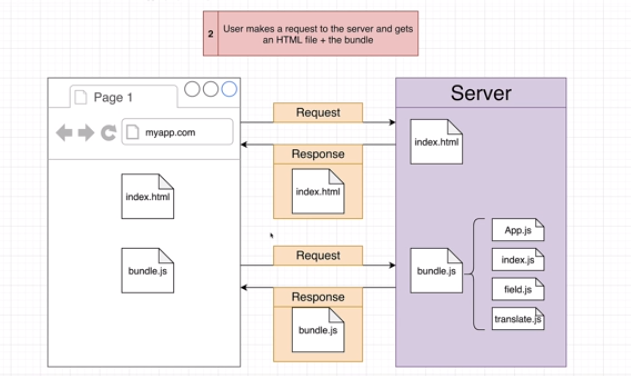 2
User makes a request to the server and gets
an HTML file + the bundle
Page 1
myapp.com
index.html
bundle.js
Request
Response
index.html
Request
Response
bundle.js
Server
index.html
bundle.js
App.js
index.js
field.js
translate.js